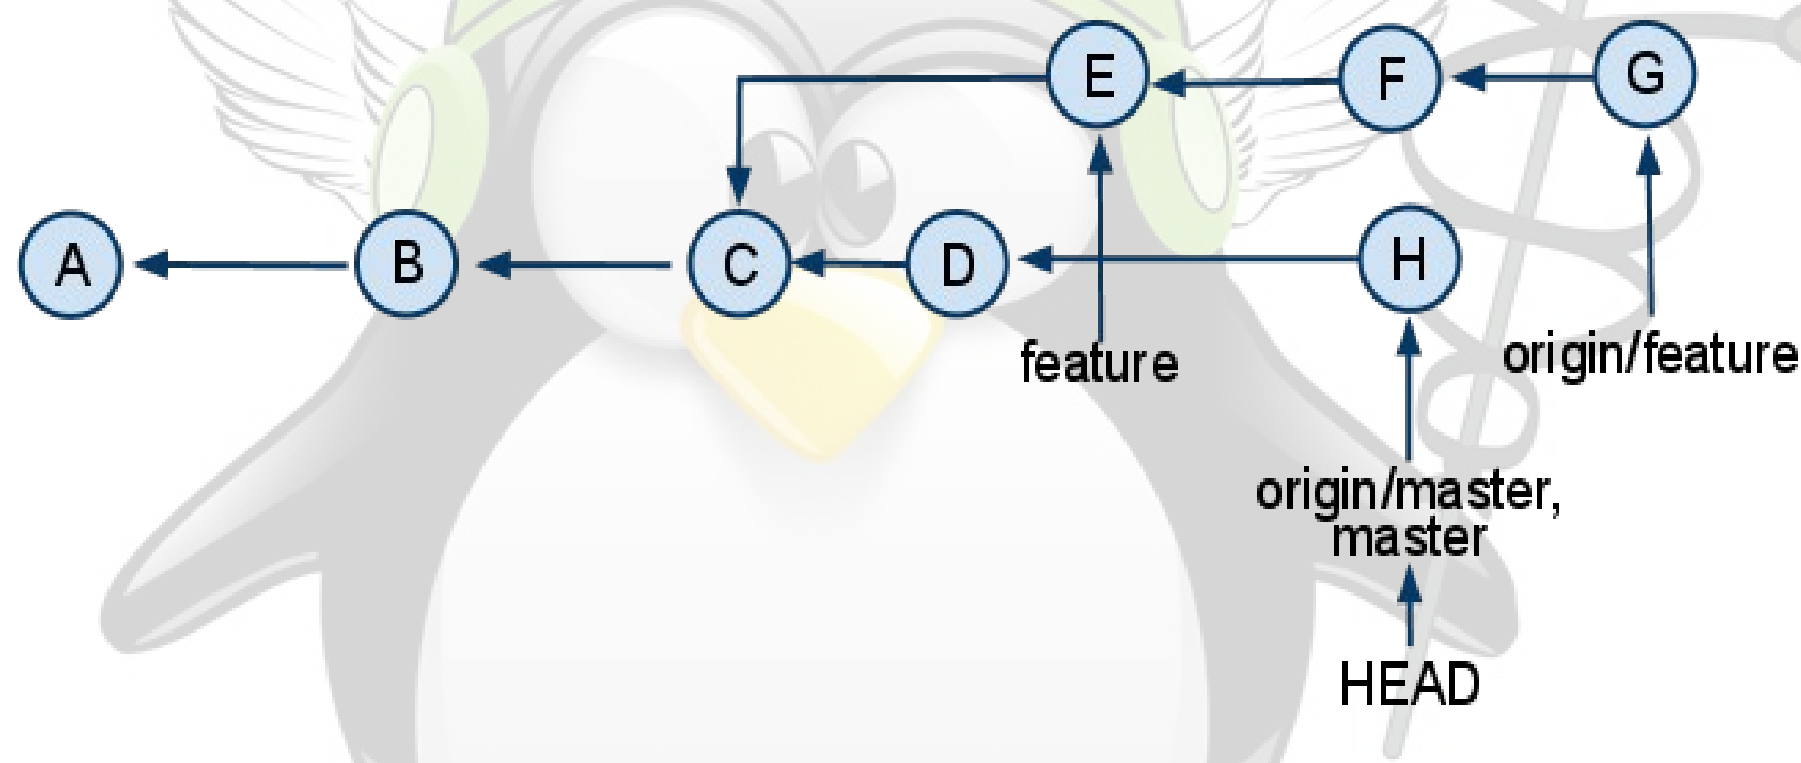 E F G
A B C D H
feature
origin/feature
origin/master,
master
HEAD